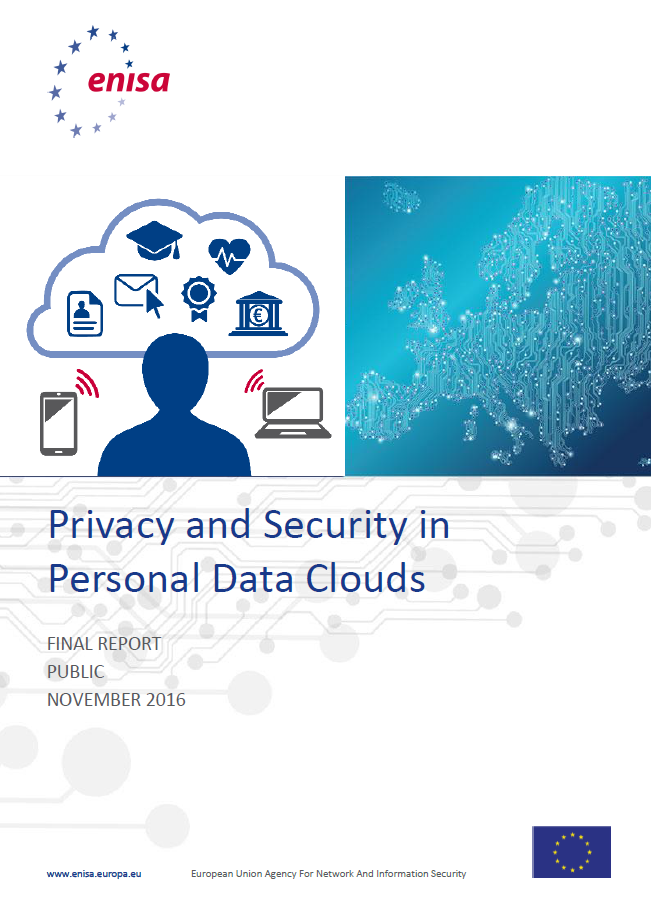 enisa
€
Privacy and Security in
Personal Data Clouds
FINAL REPORT
PUBLIC
NOVEMBER 2016
www.enisa.europa.eu
European Union Agency For Network And Information Security